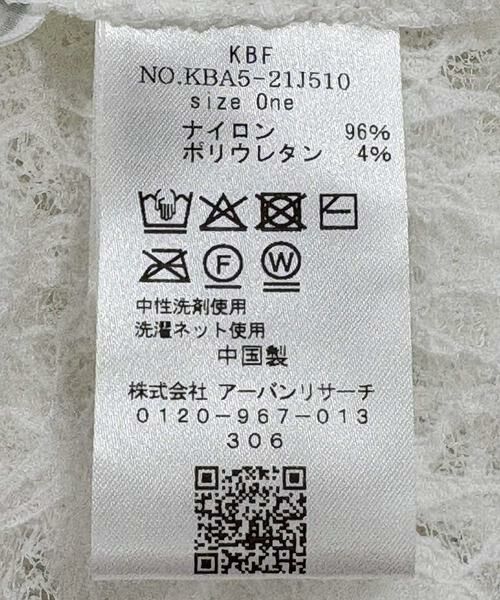 KBF
NO.KBA5-21J510
size One
ナイロン 96%
ポリウレタン 4%
F W
中性洗剤使用
洗濯ネット使用
中国製
株式会社 アーバンリサーチ
0120-967-013
306